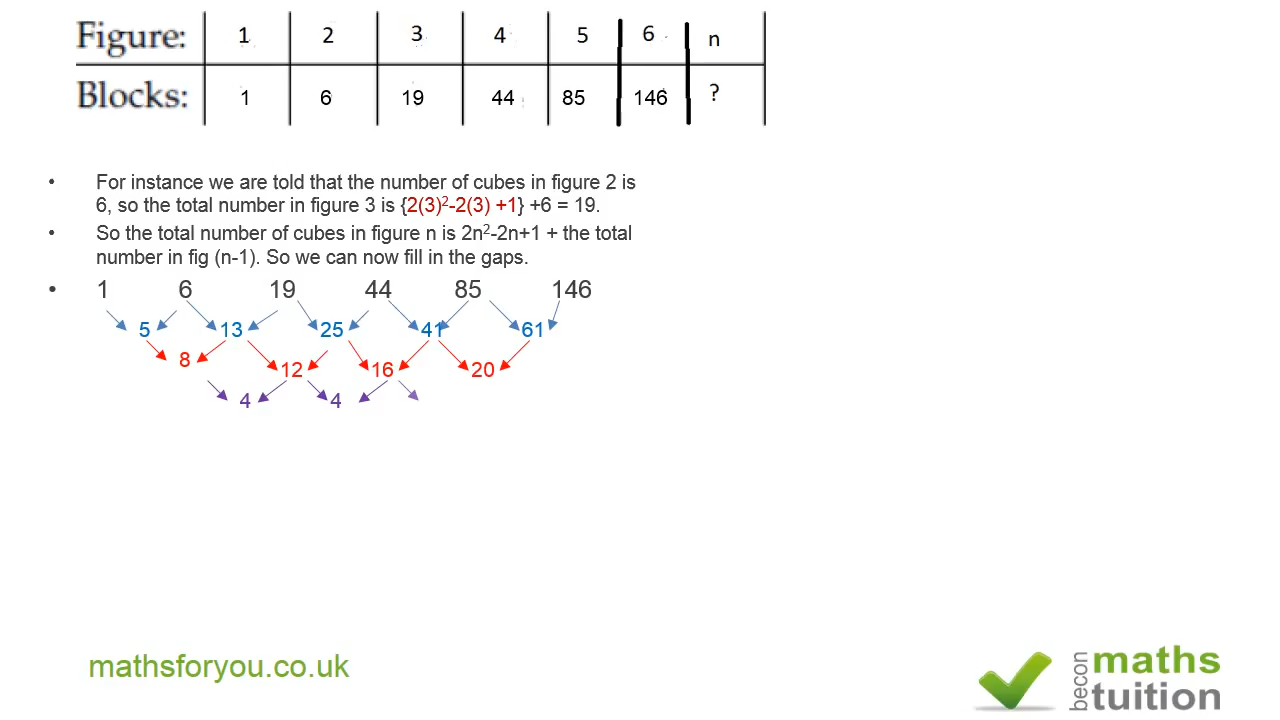 Figure: 1 2 3 4 5 6 n
Blocks: 1 6 19 44 85 146 ?
• For instance we are told that the number of cubes in figure 2 is
6, so the total number in figure 3 is {2(3)²-2(3) +1} +6 = 19.
• So the total number of cubes in figure n is 2n²-2n+1 + the total
number in fig (n-1). So we can now fill in the gaps.
• 1 6 19 44 85 146
5 13 25 41 61
8 12 16 20
4 4
mathsforyou.co.uk
becon
maths
tuition